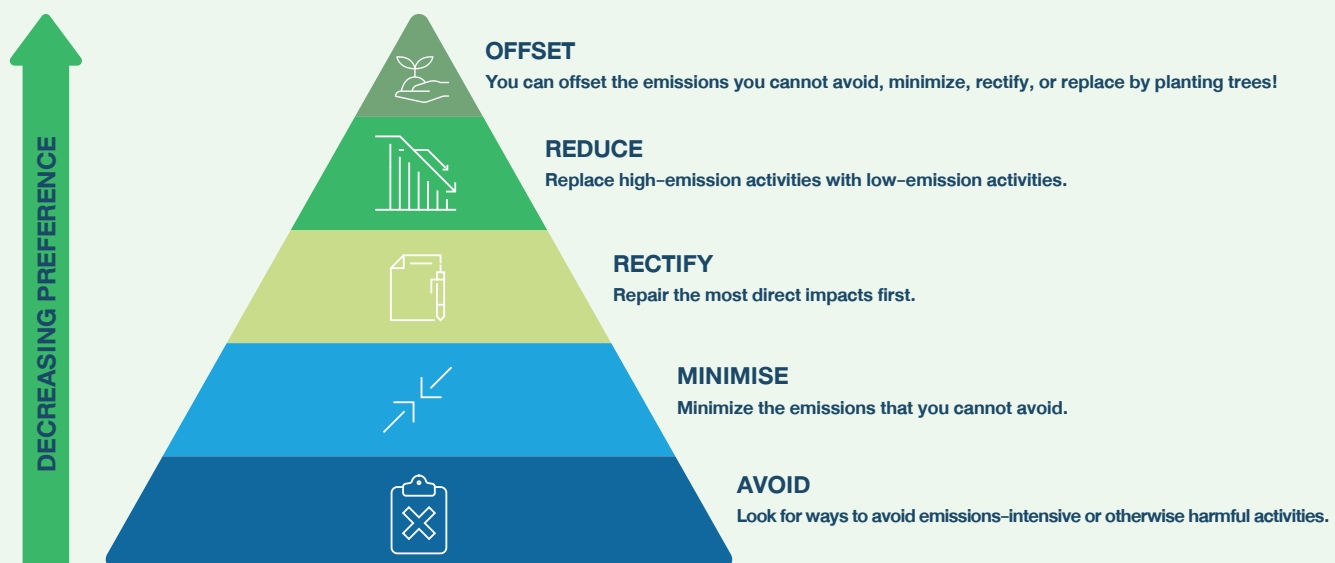 DECREASING PREFERENCE
OFFSET
You can offset the emissions you cannot avoid, minimize, rectify, or replace by planting trees!
REDUCE
Replace high-emission activities with low-emission activities.
RECTIFY
Repair the most direct impacts first.
MINIMISE
Minimize the emissions that you cannot avoid.
AVOID
Look for ways to avoid emissions-intensive or otherwise harmful activities.